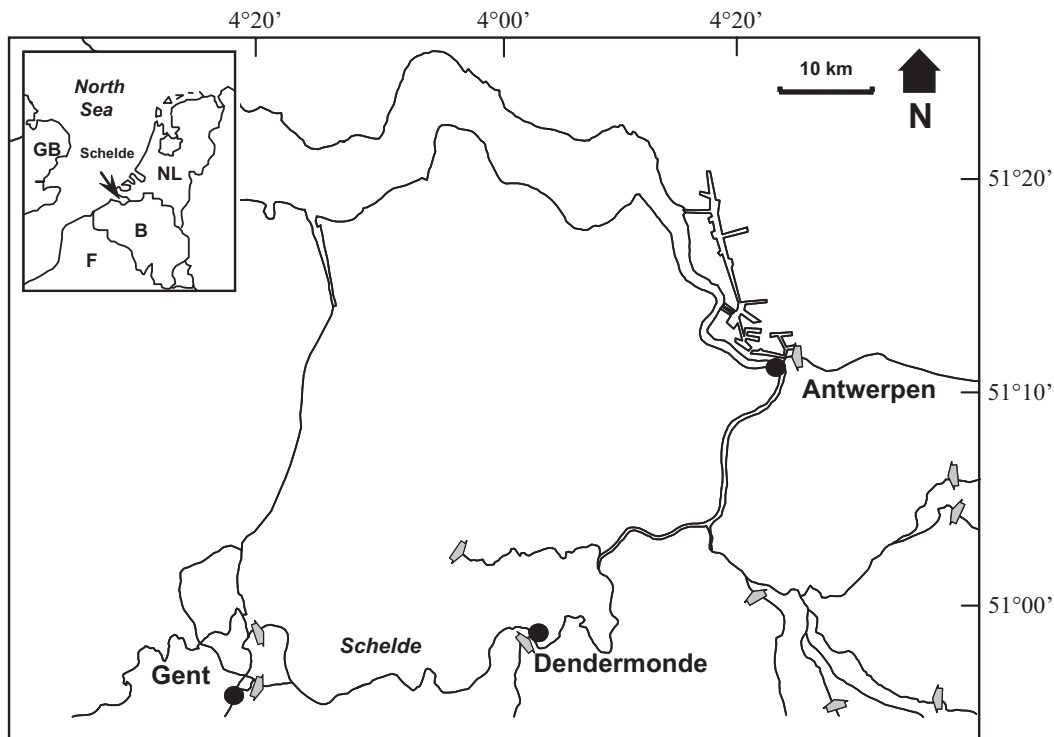 4°20’ 4°00’ 4°20’
North
Sea
GB
Schelde
NL
B
F
10 km
N
51°20’
Antwerpen
51°10’
51°00’
Schelde
Gent
Dendermonde